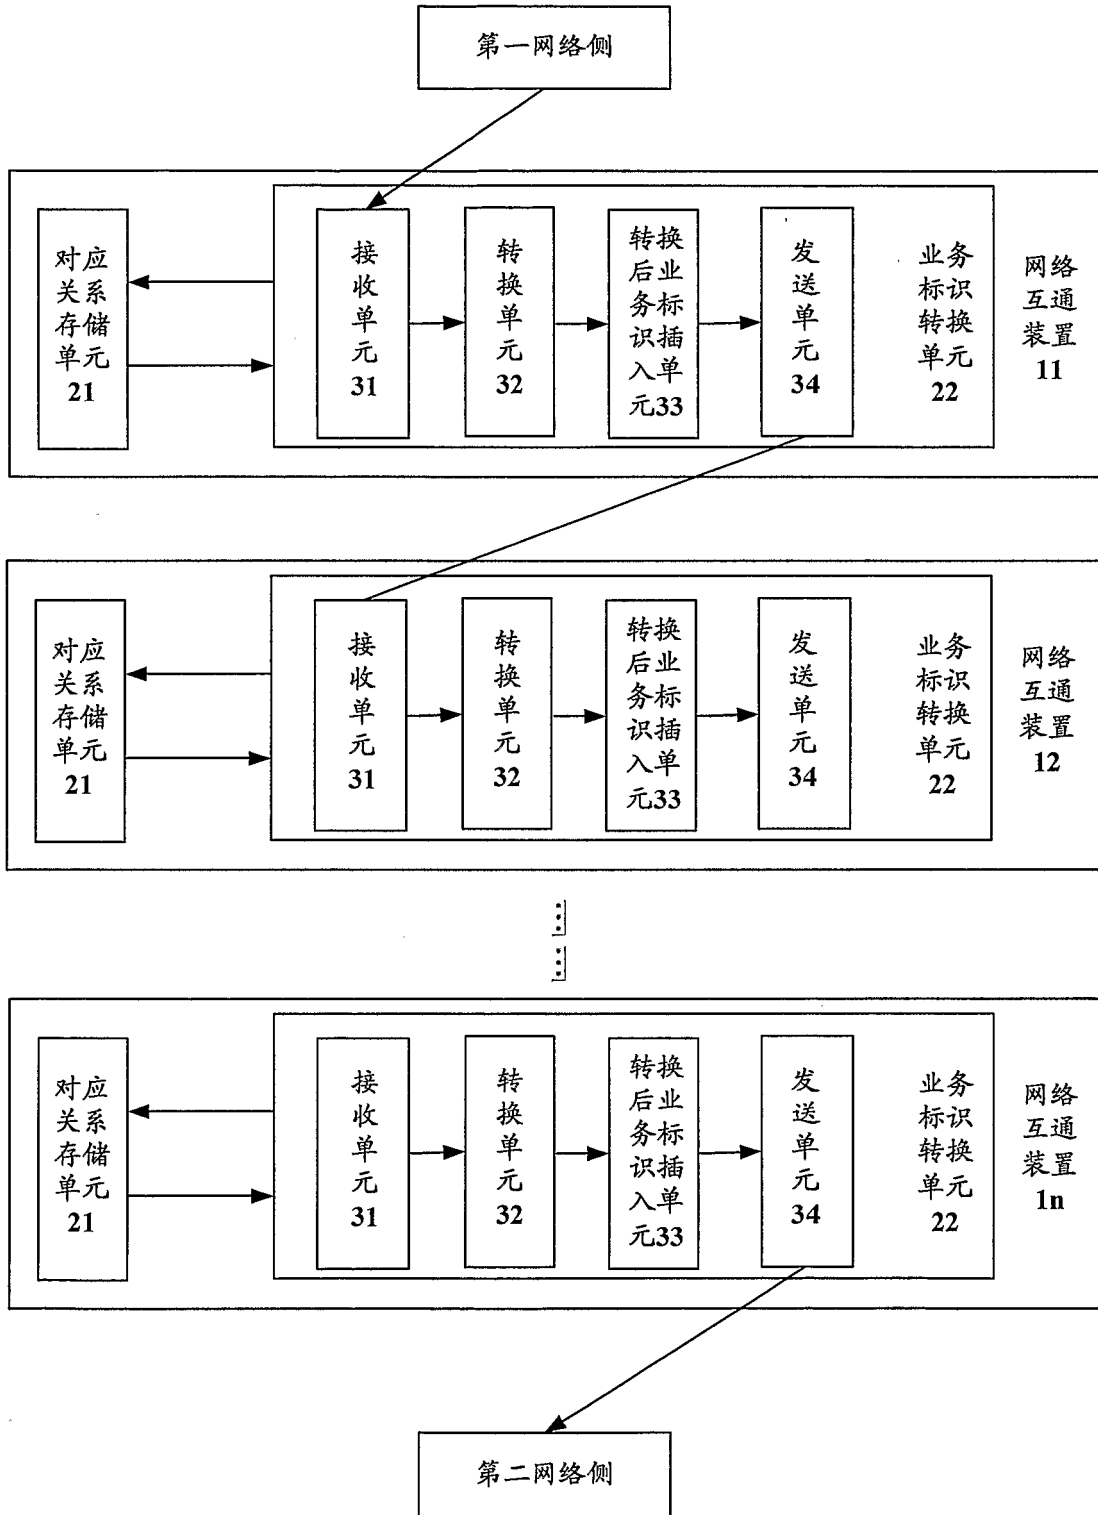 第一网络侧
对应
关系
存储
单元
21
接
收
单
元
31
转
换
单
元
32
转换
后业
务标
识插
入单
元33
发
送
单
元
34
业务
标识
转换
单元
22
网络
互通
装置
11
对应
关系
存储
单元
21
接
收
单
元
31
转
换
单
元
32
转换
后业
务标
识插
入单
元33
发
送
单
元
34
业务
标识
转换
单元
22
网络
互通
装置
12
对应
关系
存储
单元
21
接
收
单
元
31
转
换
单
元
32
转换
后业
务标
识插
入单
元33
发
送
单
元
34
业务
标识
转换
单元
22
网络
互通
装置
1n
第二网络侧